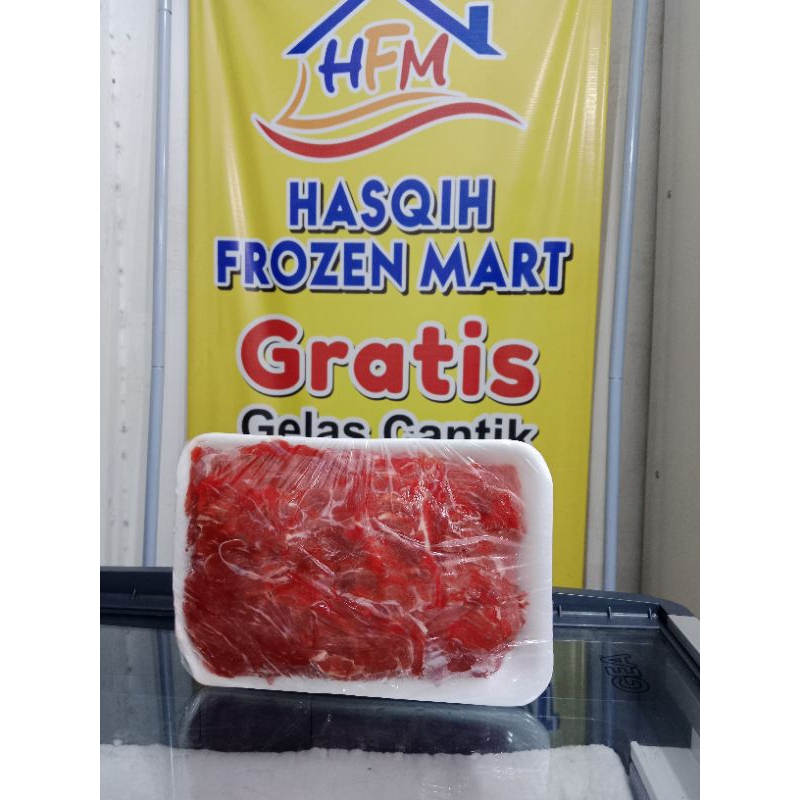 HFM
HASQIH
FROZEN MART
Gratis
Gelas Cantik
GEA